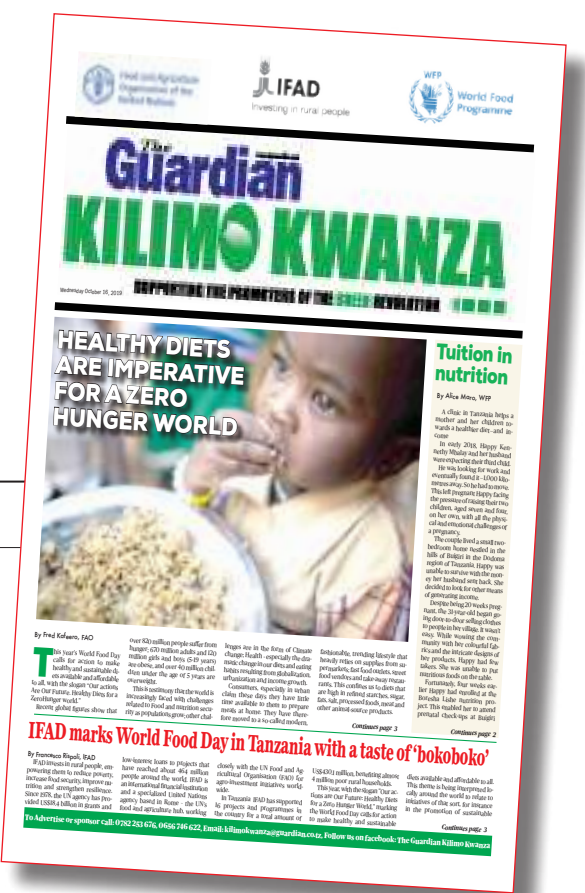 Food and Agriculture
Organization of the
United Nations
IFAD
Investing in rural people
WFP
World Food
Programme
The
Guardian
KILIMO KWANZA
Wednesday October 16, 2019
SUPPORTING THE PROMOTERS OF THE GREEN REVOLUTION
HEALTHY DIETS
ARE IMPERATIVE
FOR A ZERO
HUNGER WORLD
By Fred Kafeero, FAO
This year's World Food Day
calls for action to make
healthy and sustainable di-
ets available and affordable
to all, with the slogan "Our actions
Are Our Future. Healthy Diets for a
Zero Hunger World."
Recent global figures show that
over 820 million people suffer from
hunger; 670 million adults and 120
million girls and boys (5-19 years)
are obese, and over 40 million chil-
dren under the age of 5 years are
overweight.
This is testimony that the world is
increasingly faced with challenges
related to Food and nutrition secu-
rity as populations grow; other chal-
lenges are in the form of Climate
change; Health - especially the dra-
matic change in our diets and eating
habits resulting from globalization,
urbanization and income growth.
Consumers, especially in urban
claim these days they have little
time available to them to prepare
meals at home. They have there-
fore moved to a so-called modern,
fashionable, trending lifestyle that
heavily relies on supplies from su-
permarkets, fast food outlets, street
food vendors and take-away restau-
rants. This confines us to diets that
are high in refined starches, sugar,
fats, salt, processed foods, meat and
other animal-source products.
Continues page 3
Tuition in
nutrition
By Alice Maro, WFP
A clinic in Tanzania helps a
mother and her children to-
wards a healthier diet–and in-
come
In early 2018, Happy Ken-
nethy Mbalay and her husband
were expecting their third child.
He was looking for work and
eventually found it–1,000 kilo-
metres away. So he had to move.
This left pregnant Happy facing
the pressure of raising their two
children, aged seven and four,
on her own, with all the physi-
cal and emotional challenges of
a pregnancy.
The couple lived a small two-
bedroom home nestled in the
hills of Buigiri in the Dodoma
region of Tanzania. Happy was
unable to survive with the mon-
ey her husband sent back. She
decided to look for other means
of generating income.
Despite being 20 weeks preg-
nant, the 31-year-old began go-
ing door-to-door selling clothes
to people in her village. It wasn't
easy. While wowing the com-
munity with her colourful fab-
rics, and the intricate designs of
her products, Happy had few
takers. She was unable to put
nutritious foods on the table.
Fortunately, four weeks ear-
lier Happy had enrolled at the
Boresha Lishe nutrition pro-
ject. This enabled her to attend
prenatal check-ups at Buigiri
Continues page 2
IFAD marks World Food Day in Tanzania with a taste of 'bokoboko'
By Francesco Rispoli, IFAD
IFAD invests in rural people, em-
powering them to reduce poverty,
increase food security, improve nu-
trition and strengthen resilience.
Since 1978, the UN agency has pro-
vided US$18.4 billion in grants and
low-interest loans to projects that
have reached about 464 million
people around the world. IFAD is
an international financial institution
and a specialized United Nations
agency based in Rome - the UN's
food and agriculture hub, working
closely with the UN Food and Ag-
ricultural Organisation (FAO) for
agro-investment initiatives world-
wide.
In Tanzania IFAD has supported
16 projects and programmes in
the country for a total amount of
US$430.1 million, benefiting almost
4 million poor rural households.
This year, with the slogan "Our ac-
tions are Our Future: Healthy Diets
for a Zero Hunger World," marking
the World Food Day calls for action
to make healthy and sustainable
diets available and affordable to all.
This theme is being interpreted lo-
cally around the world to relate to
initiatives of that sort, for instance
in the promotion of sustainable
Continues page 3
To Advertise or sponsor call: 0782 253 676, 0656 746 622, Email: kilimokwanza@guardian.co.tz, Follow us on facebook: The Guardian Kilimo Kwanza